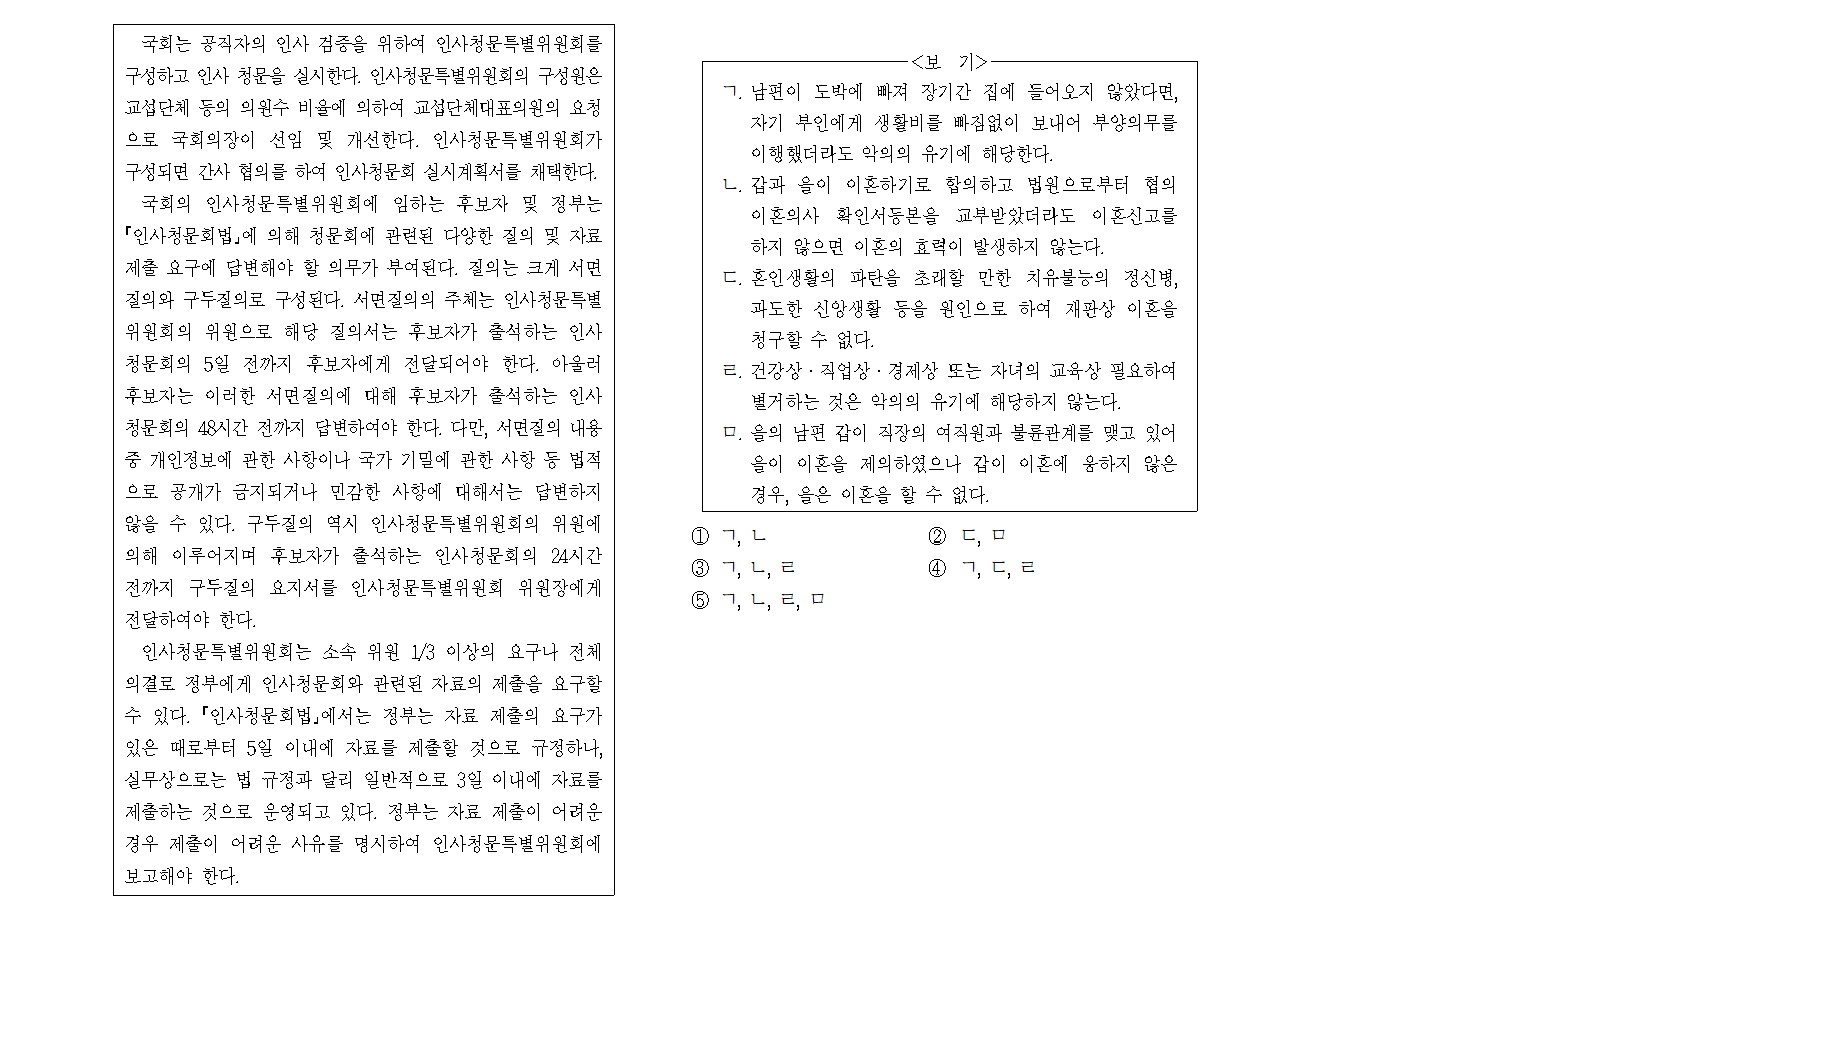 국회는 공직자의 인사 검증을 위하여 인사청문특별위원회를
구성하고 인사 청문을 실시한다. 인사청문특별위원회의 구성원은
교섭단체 등의 의원수 비율에 의하여 교섭단체대표의원의 요청
으로 국회의장이 선임 및 개선한다. 인사청문특별위원회가
구성되면 간사 협의를 하여 인사청문회 실시계획서를 채택한다.
국회의 인사청문특별위원회에 임하는 후보자 및 정부는
『인사청문회법』에 의해 청문회에 관련된 다양한 질의 및 자료
제출 요구에 답변해야 할 의무가 부여된다. 질의는 크게 서면
질의와 구두질의로 구성된다. 서면질의의 주체는 인사청문특별
위원회의 위원으로 해당 질의서는 후보자가 출석하는 인사
청문회의 5일 전까지 후보자에게 전달되어야 한다. 아울러
후보자는 이러한 서면질의에 대해 후보자가 출석하는 인사
청문회의 48시간 전까지 답변하여야 한다. 다만, 서면질의 내용
중 개인정보에 관한 사항이나 국가 기밀에 관한 사항 등 법적
으로 공개가 금지되거나 민감한 사항에 대해서는 답변하지
않을 수 있다. 구두질의 역시 인사청문특별위원회의 위원에
의해 이루어지며 후보자가 출석하는 인사청문회의 24시간
전까지 구두질의 요지서를 인사청문특별위원회 위원장에게
전달하여야 한다.
인사청문특별위원회는 소속 위원 1/3 이상의 요구나 전체
의결로 정부에게 인사청문회와 관련된 자료의 제출을 요구할
수 있다. 『인사청문회법』에서는 정부는 자료 제출의 요구가
있은 때로부터 5일 이내에 자료를 제출할 것으로 규정하나,
실무상으로는 법 규정과 달리 일반적으로 3일 이내에 자료를
제출하는 것으로 운영되고 있다. 정부는 자료 제출이 어려운
경우 제출이 어려운 사유를 명시하여 인사청문특별위원회에
보고해야 한다.
<보 기>
ㄱ. 남편이 도박에 빠져 장기간 집에 들어오지 않았다면,
자기 부인에게 생활비를 빠짐없이 보내어 부양의무를
이행했더라도 악의의 유기에 해당한다.
ㄴ. 갑과 을이 이혼하기로 합의하고 법원으로부터 협의
이혼의사 확인서등본을 교부받았더라도 이혼신고를
하지 않으면 이혼의 효력이 발생하지 않는다.
ㄷ. 혼인생활의 파탄을 초래할 만한 치유불능의 정신병,
과도한 신앙생활 등을 원인으로 하여 재판상 이혼을
청구할 수 없다.
ㄹ. 건강상·직업상·경제상 또는 자녀의 교육상 필요하여
별거하는 것은 악의의 유기에 해당하지 않는다.
ㅁ. 을의 남편 갑이 직장의 여직원과 불륜관계를 맺고 있어
을이 이혼을 제의하였으나 갑이 이혼에 응하지 않은
경우, 을은 이혼을 할 수 없다.
① ㄱ, ㄴ ② ㄷ, ㅁ
③ ㄱ, ㄴ, ㄹ ④ ㄱ, ㄷ, ㄹ
⑤ ㄱ, ㄴ, ㄹ, ㅁ